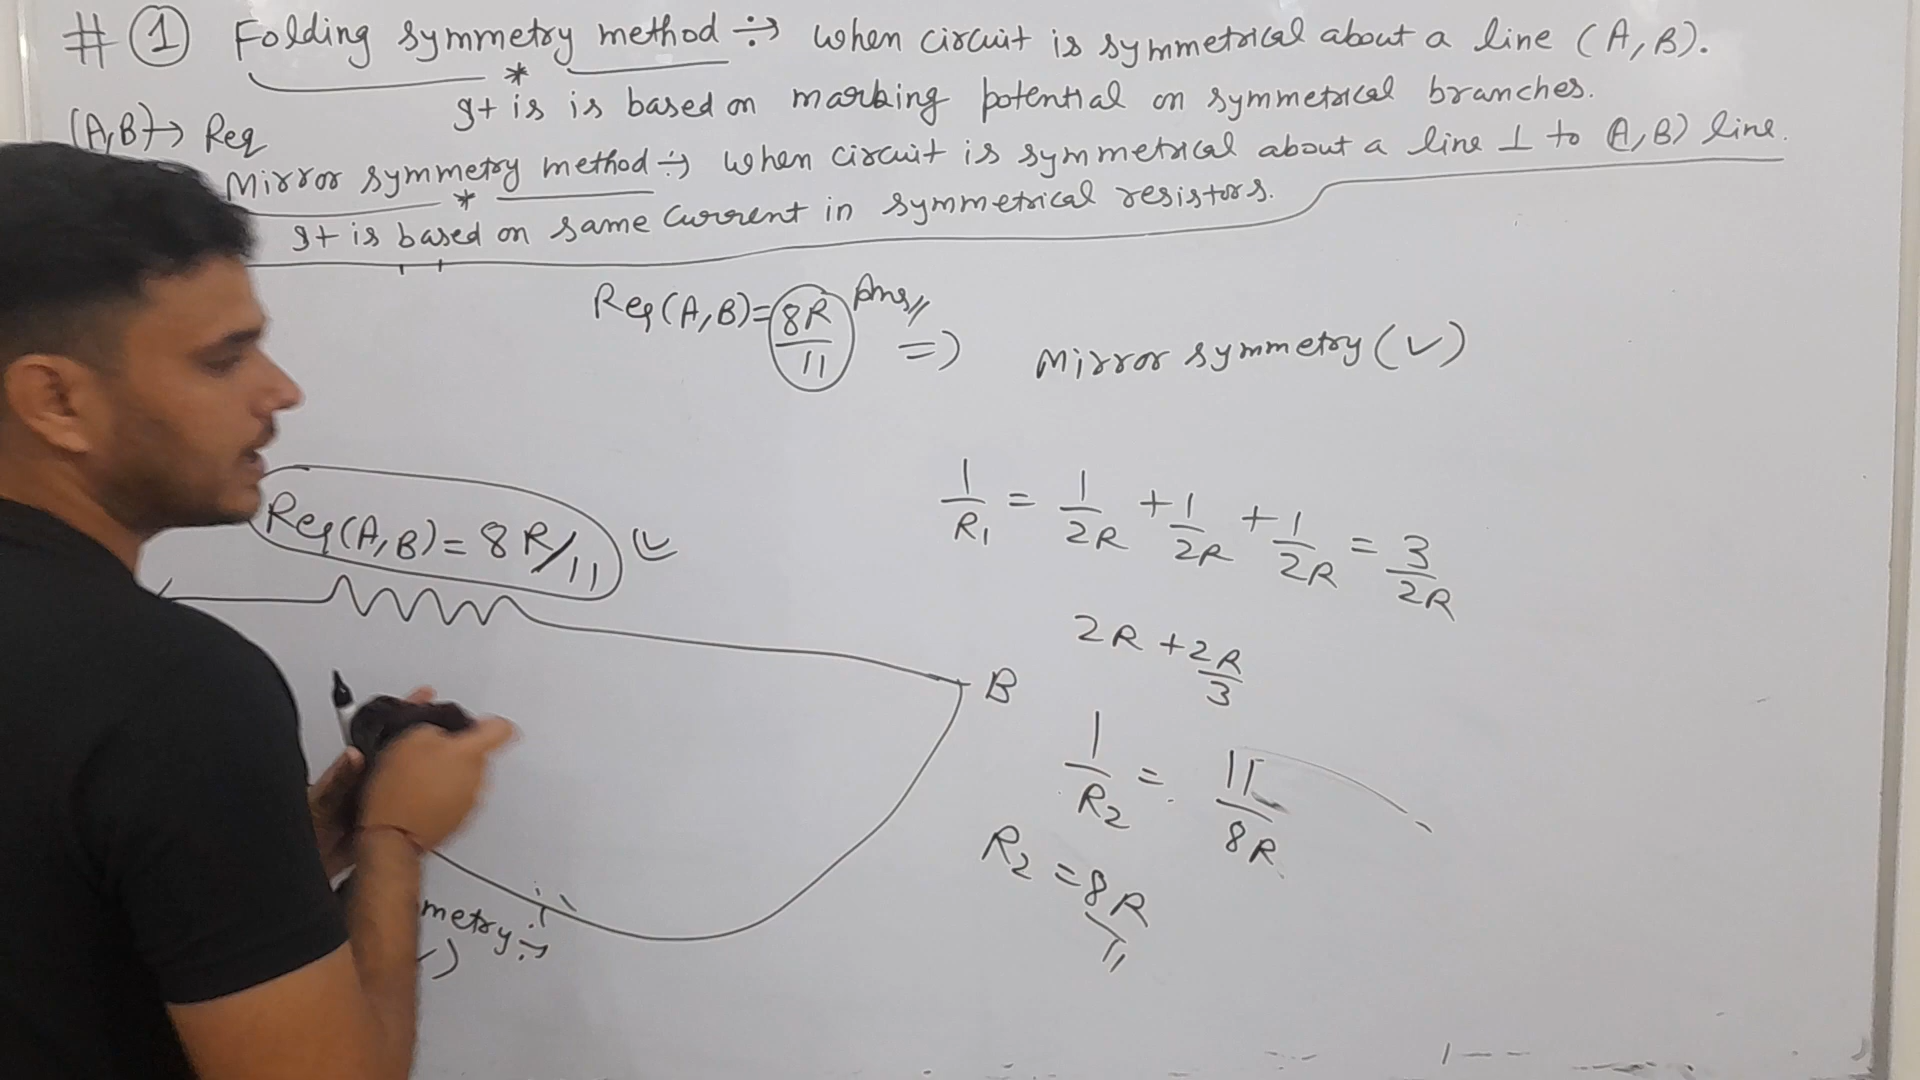 # ① Folding symmetry method ÷→ when circuit is symmetrical about a line (A, B).
* It is is based on marking potential on symmetrical branches.
(A,B)→ Req
Mirror symmetry method ÷→ when circuit is symmetrical about a line ⊥ to (A, B) line.
* It is based on same current in symmetrical resistors.
Req (A, B) = 8R/11 Ans // =>
Mirror symmetry (✓)
Req (A, B) = 8R/11
1/R₁ = 1/2R + 1/2R + 1/2R = 3/2R
2R + 2R/3
B
1/R₂ = 11/8R
R₂ = 8R/11
metry ÷→